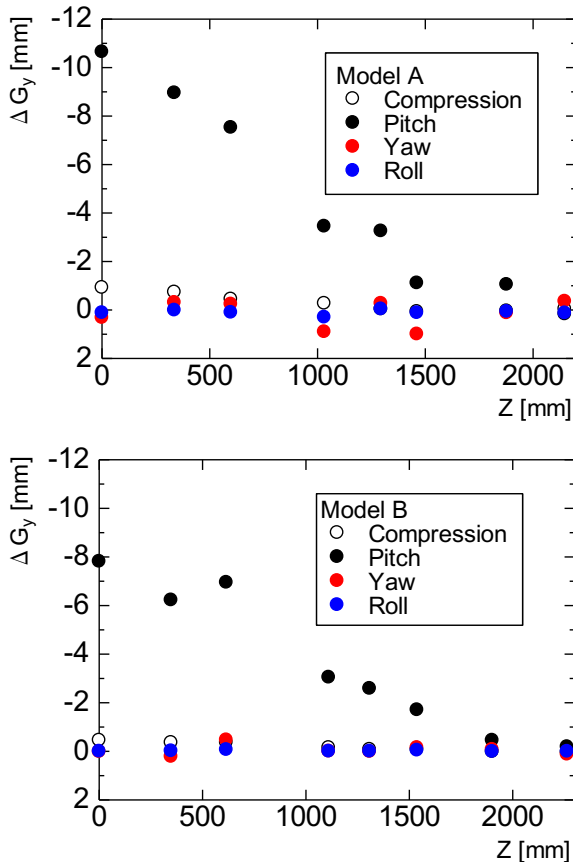 -12
-10
-8
-6
-4
-2
0
2
Δ Gy [mm]
Model A
Compression
Pitch
Yaw
Roll
0
500
1000
1500
2000
Z [mm]
-12
-10
-8
-6
-4
-2
0
2
Δ Gy [mm]
Model B
Compression
Pitch
Yaw
Roll
0
500
1000
1500
2000
Z [mm]